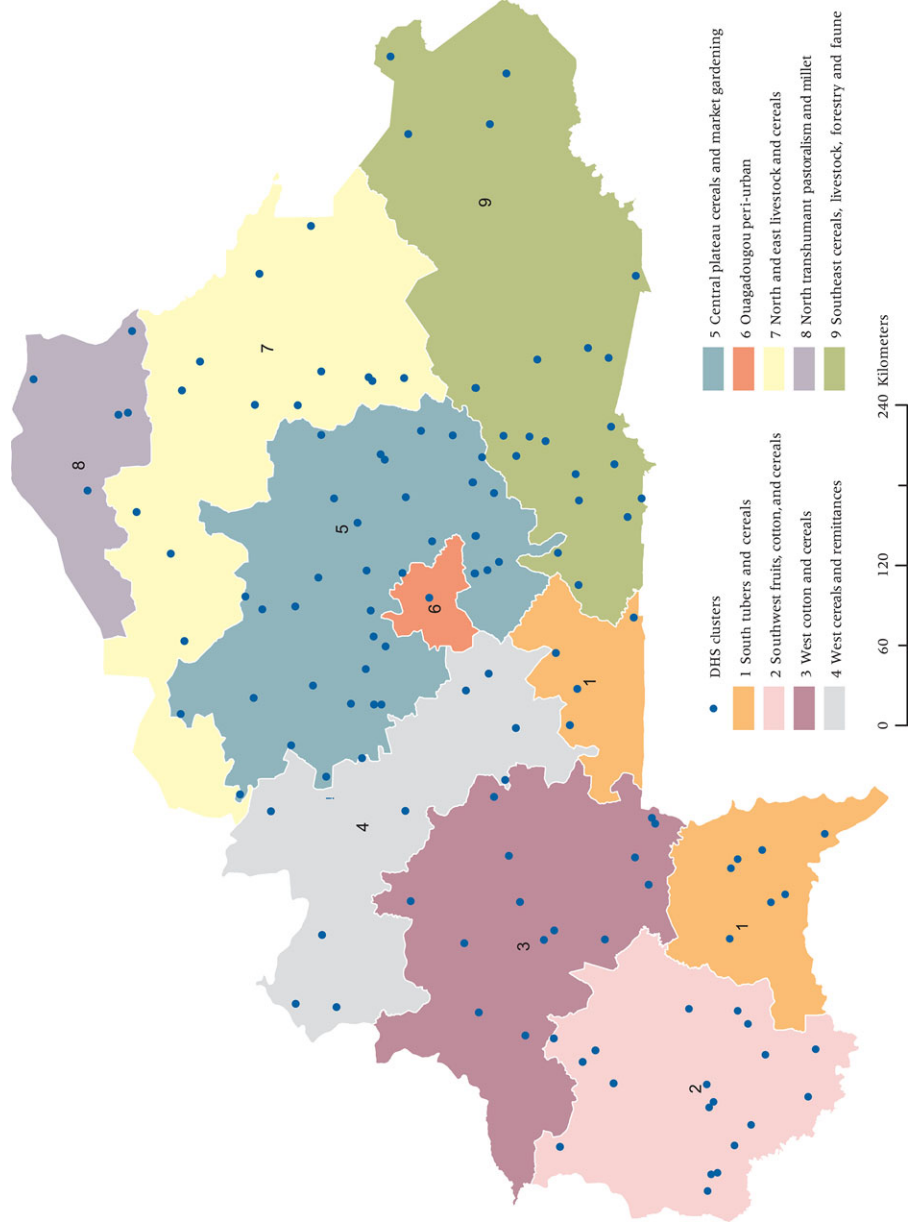 8
7
9
5
6
4
1
3
1
2
DHS clusters
1 South tubers and cereals
2 Southwest fruits, cotton, and cereals
3 West cotton and cereals
4 West cereals and remittances
5 Central plateau cereals and market gardening
6 Ouagadougou peri-urban
7 North and east livestock and cereals
8 North transhumant pastoralism and millet
9 Southeast cereals, livestock, forestry and faune
0 60 120 240 Kilometers